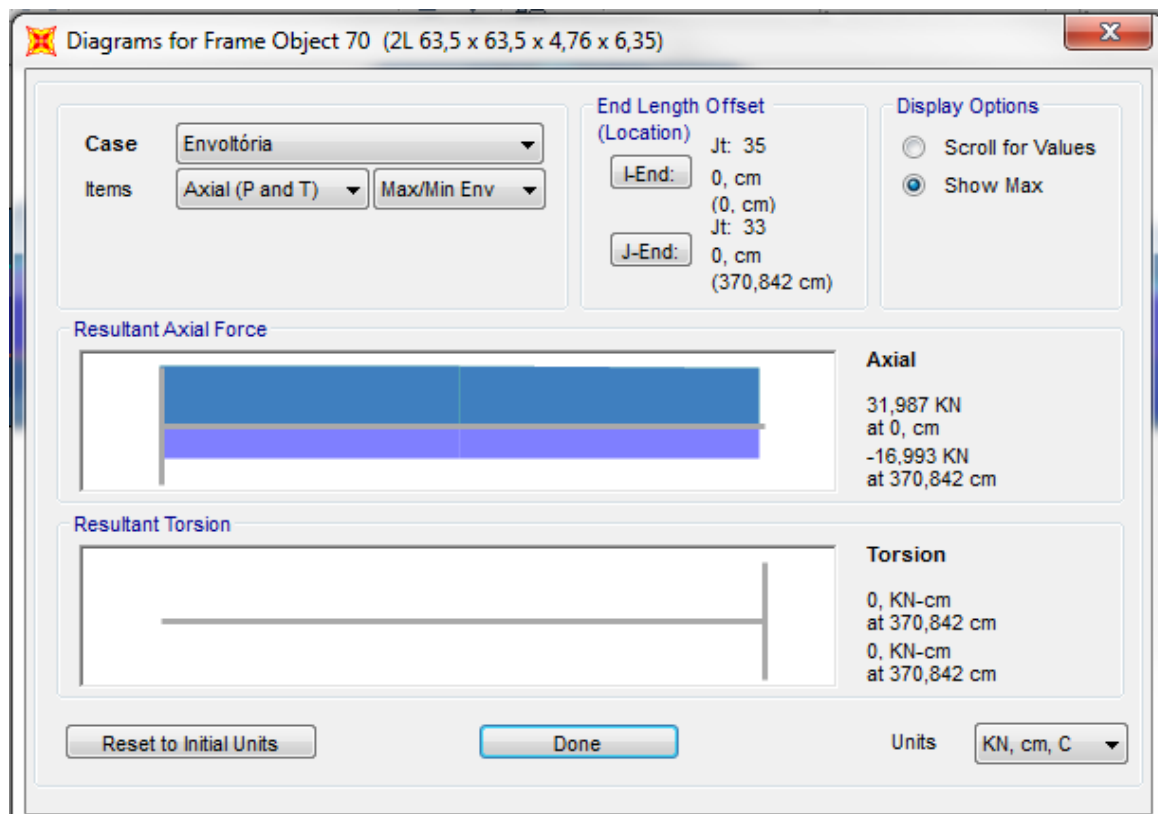 Diagrams for Frame Object 70 (2L 63,5 x 63,5 x 4,76 x 6,35)
Case
Envoltória
Items
Axial (P and T)
Max/Min Env
End Length Offset
(Location)
I-End:
Jt: 35
0, cm
(0, cm)
J-End:
Jt: 33
0, cm
(370,842 cm)
Display Options
Scroll for Values
Show Max
Resultant Axial Force
Axial
31,987 KN
at 0, cm
-16,993 KN
at 370,842 cm
Resultant Torsion
Torsion
0, KN-cm
at 370,842 cm
0, KN-cm
at 370,842 cm
Reset to Initial Units
Done
Units
KN, cm, C